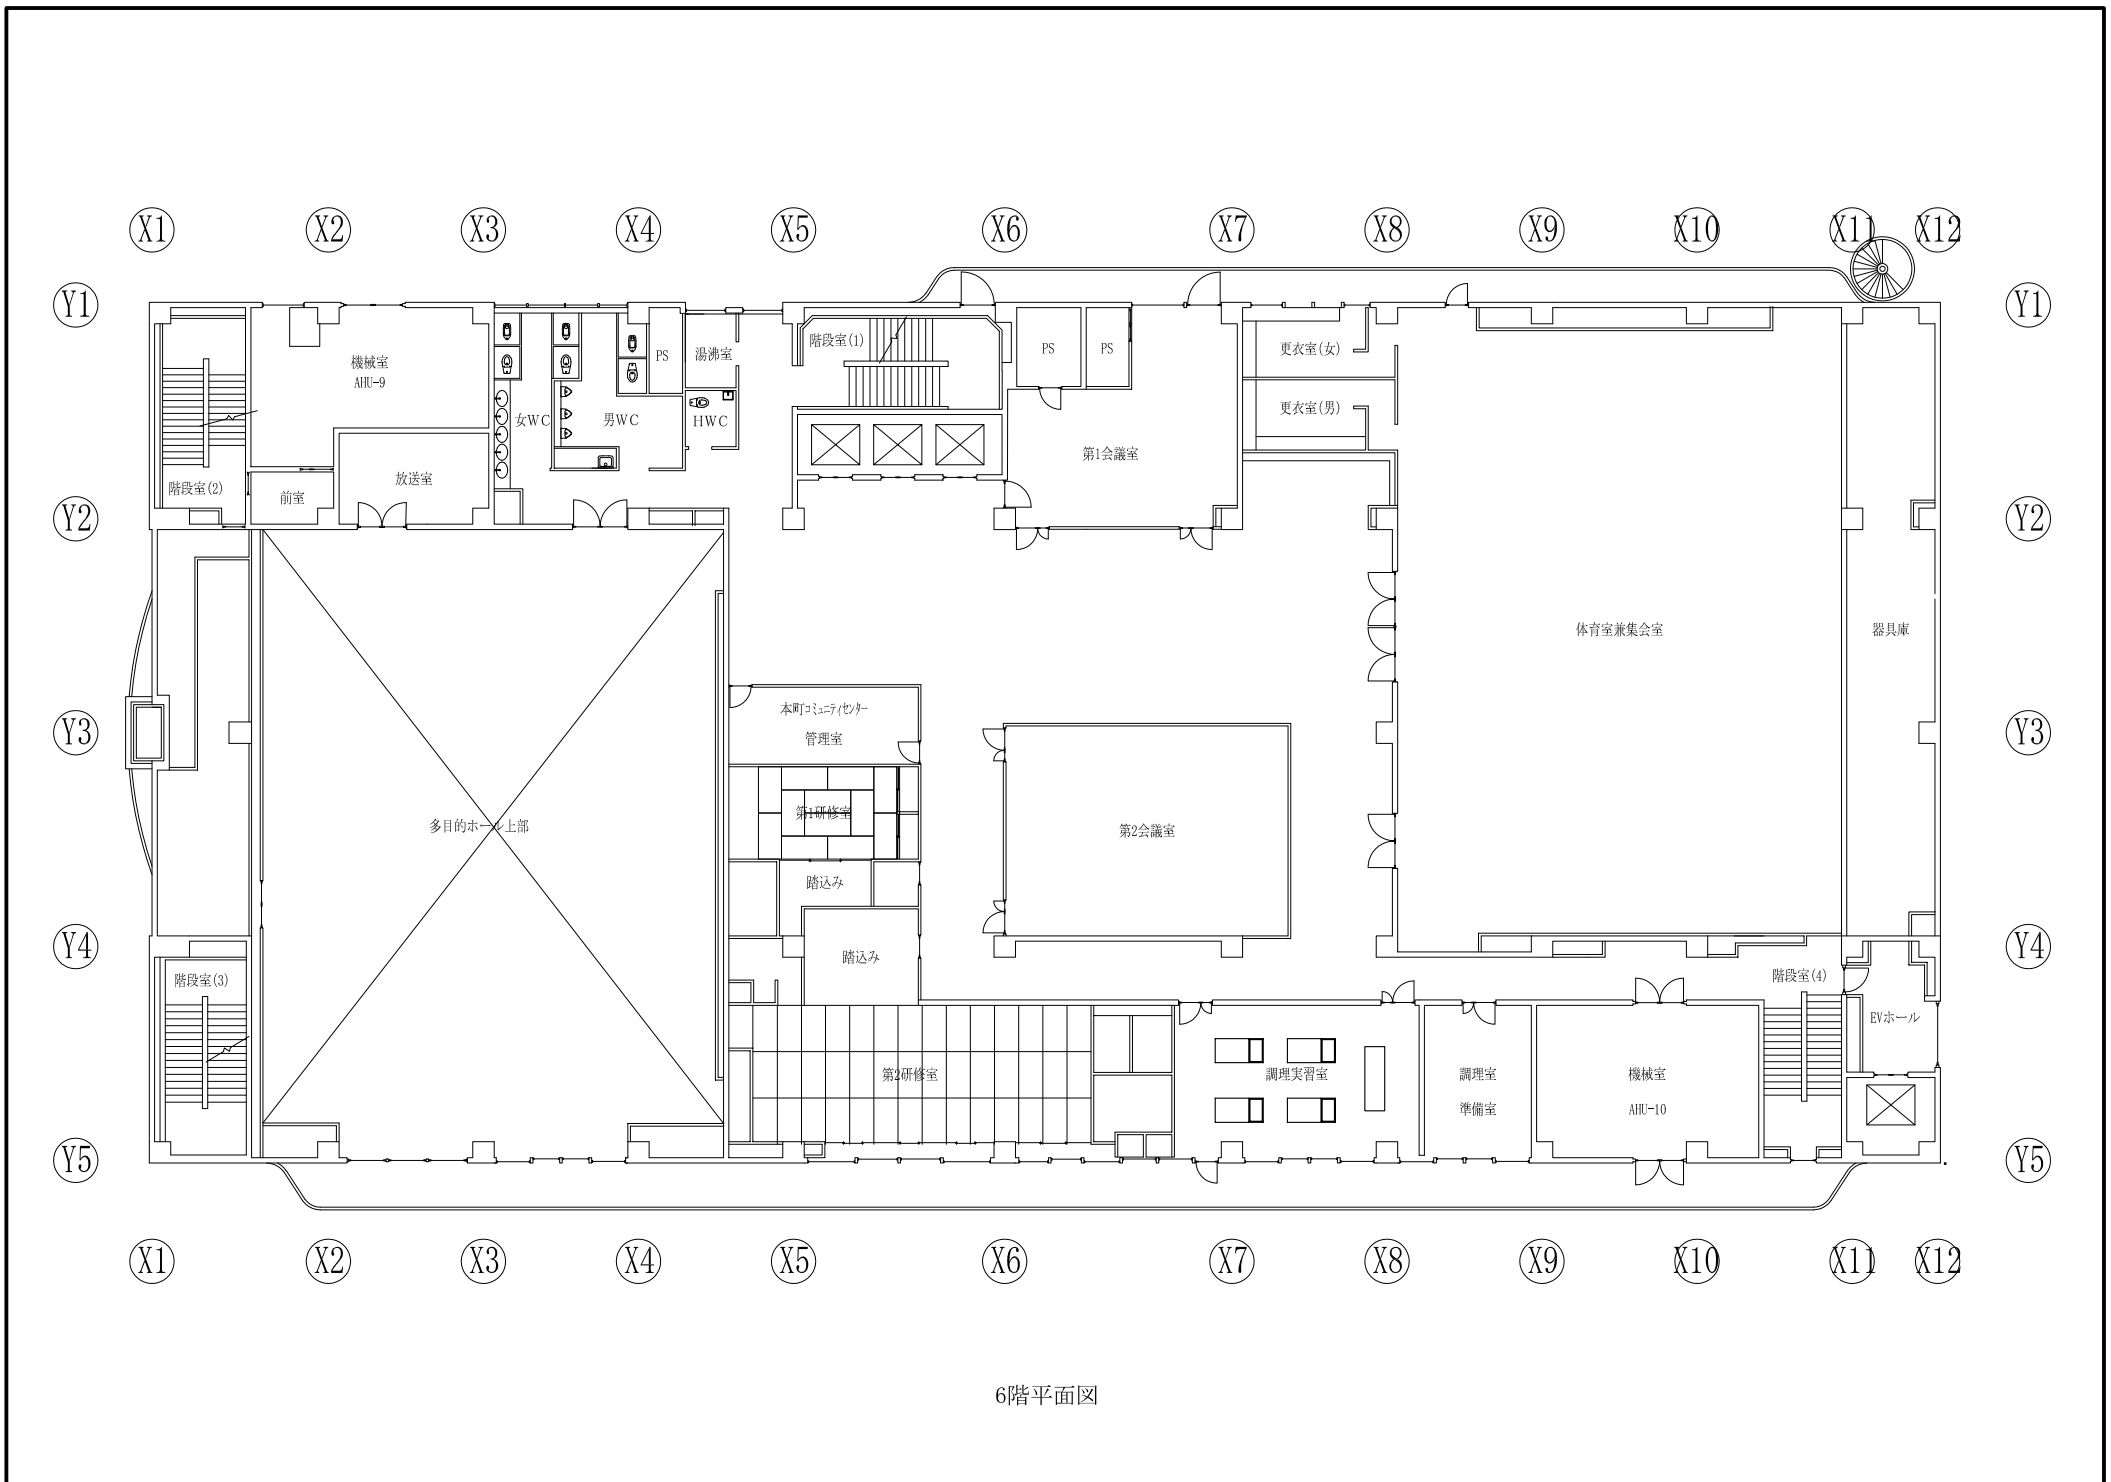 X1 X2 X3 X4 X5 X6 X7 X8 X9 X10 X11 X12
Y1 Y1
階段室(1)
湯沸室
PS
PS
PS
更衣室(女)
機械室
AHU-9
更衣室(男)
女WC
男WC
HWC
第1会議室
放送室
階段室(2)
前室
Y2 Y2
体育室兼集会室
器具庫
本町コミュニティセンター
管理室
Y3 Y3
第1研修室
多目的ホール上部
第2会議室
踏込み
Y4 Y4
踏込み
階段室(3)
階段室(4)
EVホール
第2研修室
調理実習室
調理室
準備室
機械室
AHU-10
Y5 Y5
X1 X2 X3 X4 X5 X6 X7 X8 X9 X10 X11 X12
6階平面図